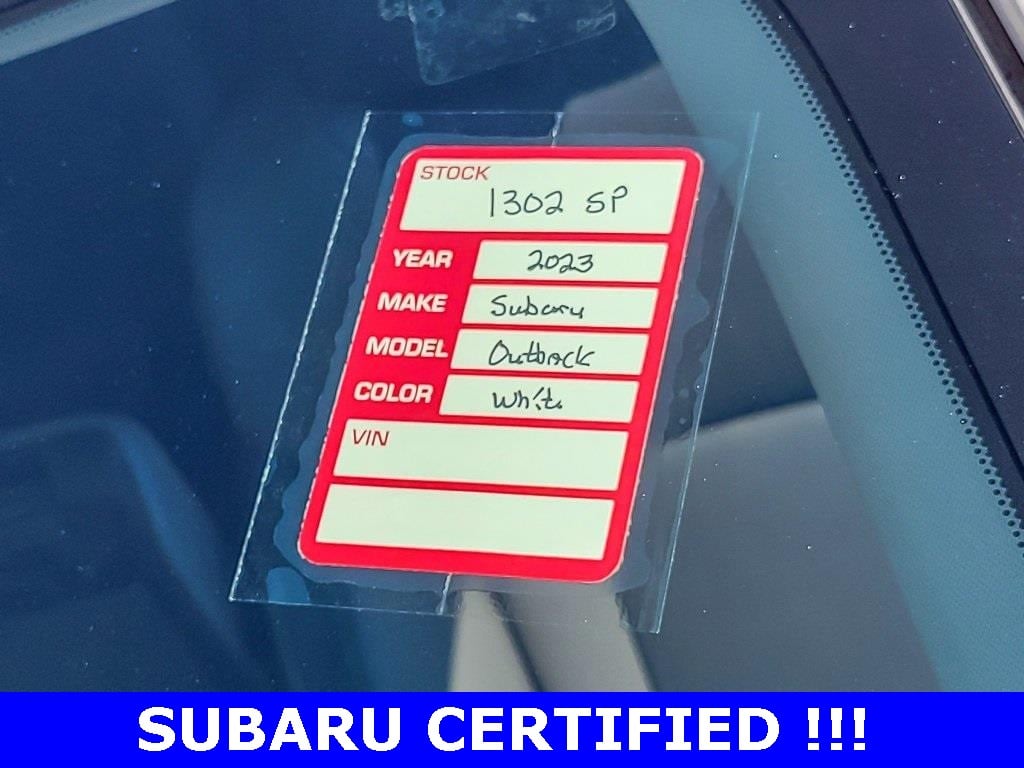 STOCK
1302 SP
YEAR 2023
MAKE Subaru
MODEL Outback
COLOR White
VIN
SUBARU CERTIFIED !!!